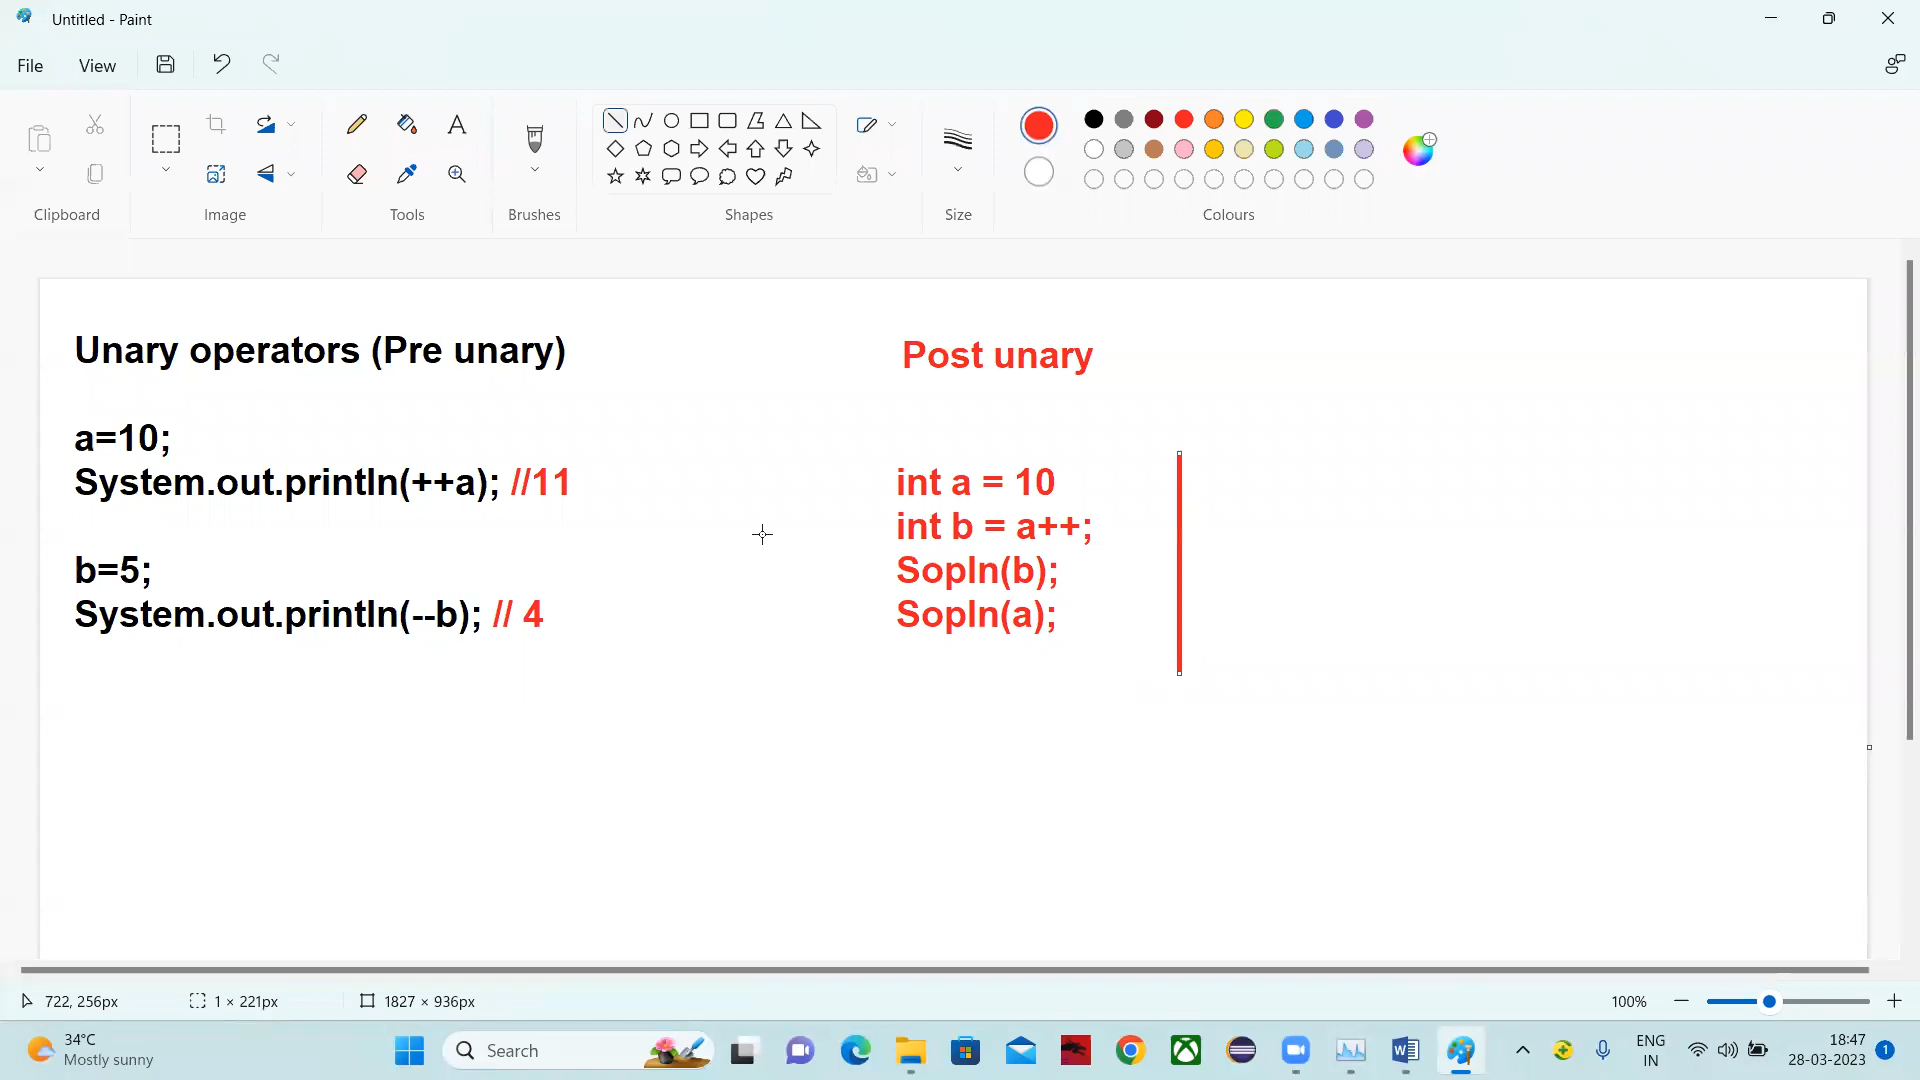 Untitled - Paint
File
View
Clipboard
Image
Tools
Brushes
Shapes
Size
Colours
Unary operators (Pre unary)
a=10;
System.out.println(++a); //11
b=5;
System.out.println(--b); // 4
Post unary
int a = 10
int b = a++;
Sopln(b);
Sopln(a);
722, 256px
1 × 221px
1827 × 936px
100%
34°C
Mostly sunny
Search
ENG
IN
18:47
28-03-2023
1